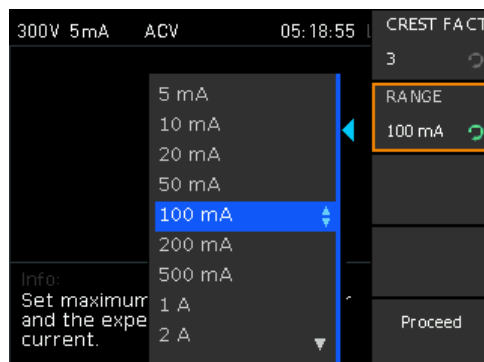 300V 5mA ACV 05:18:55
CREST FACT
3
RANGE
100 mA
5 mA
10 mA
20 mA
50 mA
100 mA
200 mA
500 mA
1 A
2 A
Info:
Set maximum
and the expe
current.
Proceed